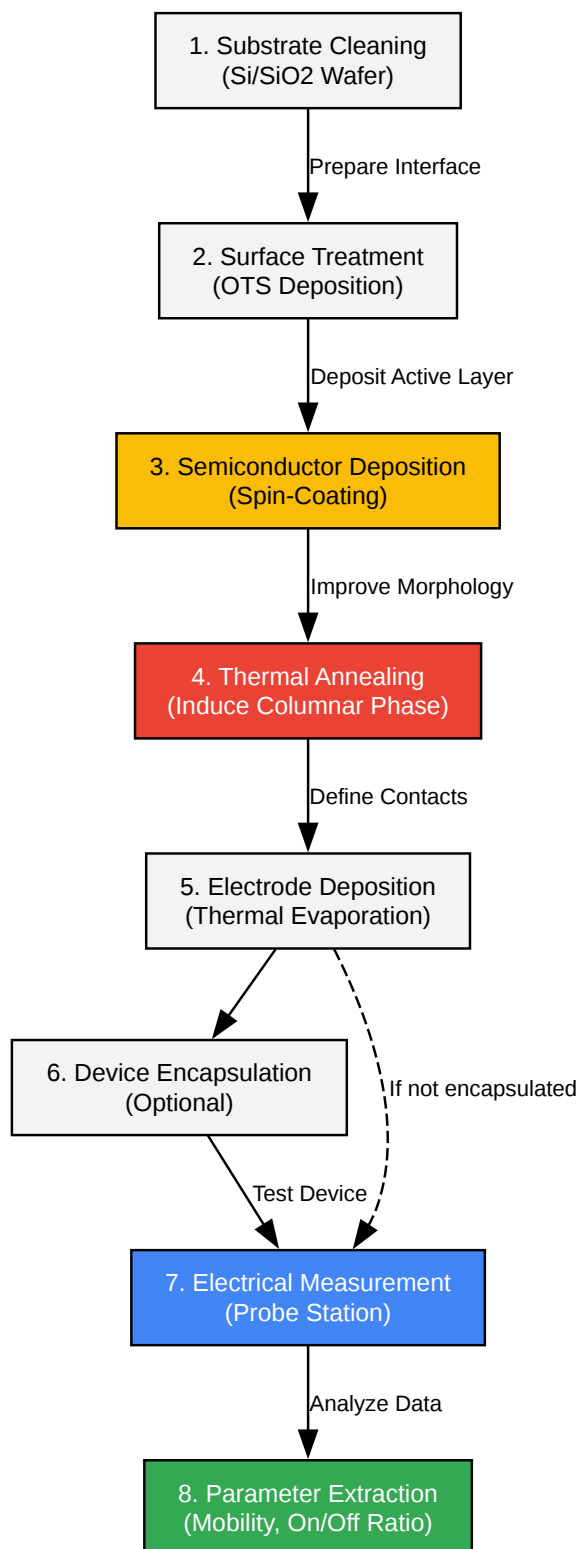 1. Substrate Cleaning
(Si/SiO2 Wafer)
Prepare Interface
2. Surface Treatment
(OTS Deposition)
Deposit Active Layer
3. Semiconductor Deposition
(Spin-Coating)
Improve Morphology
4. Thermal Annealing
(Induce Columnar Phase)
Define Contacts
5. Electrode Deposition
(Thermal Evaporation)
6. Device Encapsulation
(Optional)
If not encapsulated
Test Device
7. Electrical Measurement
(Probe Station)
Analyze Data
8. Parameter Extraction
(Mobility, On/Off Ratio)